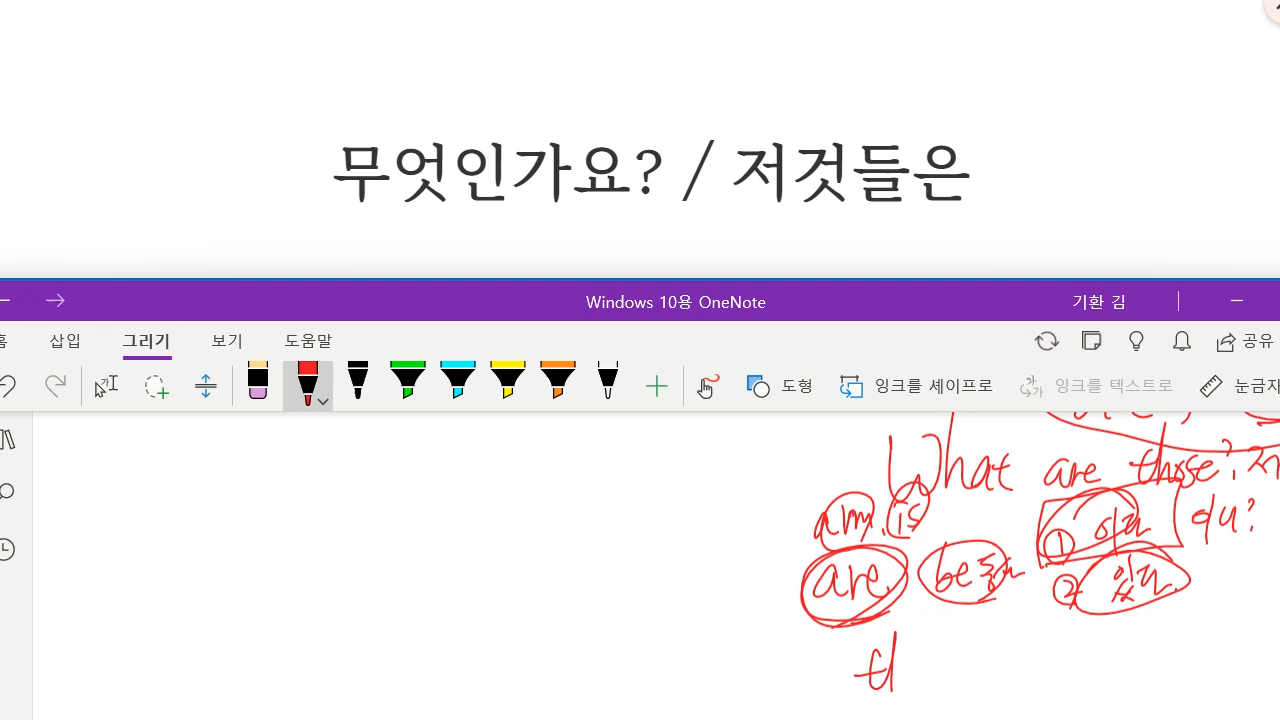 무엇인가요? / 저것들은
Windows 10용 OneNote
기환 김
삽입 그리기 보기 도움말 공유
도형 잉크를 셰이프로 잉크를 텍스트로
What are those?
am. is ① 이다
are be동사 ② 있다.